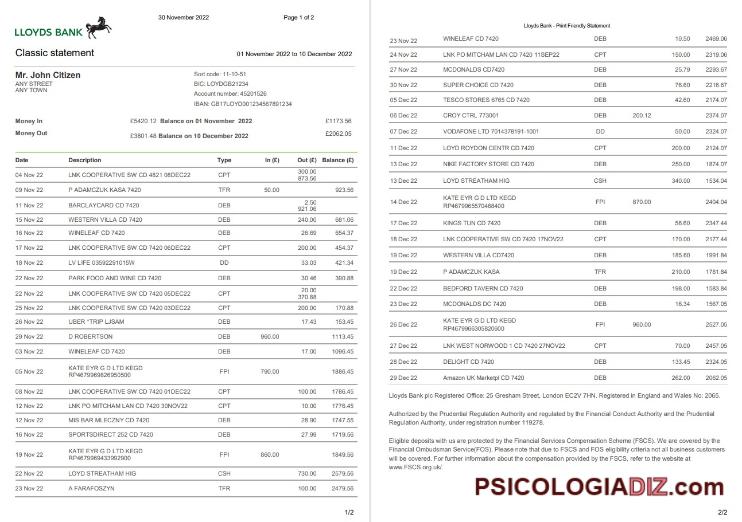 30 November 2022 Page 1 of 2
LLOYDS BANK
Classic statement 01 November 2022 to 10 December 2022
Mr. John Citizen
ANY STREET
ANY TOWN
Sort code: 11-10-51
BIC: LOYDGB21234
Account number: 45201526
IBAN: GB17LOYD001234567891234
Money In £5420.12 Balance on 01 November 2022 £1173.56
Money Out £3801.48 Balance on 10 December 2022 £2062.05
Date Description Type In (£) Out (£) Balance (£)
04 Nov 22 LNK COOPERATIVE SW CD 4821 08DEC22 CPT 300.00 873.56
09 Nov 22 P ADAMCZUK KASA 7420 TFR 50.00 923.56
11 Nov 22 BARCLAYCARD CD 7420 DEB 2.50 921.06
15 Nov 22 WESTERN VILLA CD 7420 DEB 240.00 681.06
16 Nov 22 WINELEAF CD 7420 DEB 26.69 654.37
17 Nov 22 LNK COOPERATIVE SW CD 7420 06DEC22 CPT 200.00 454.37
18 Nov 22 LV LIFE 03592291015W DD 33.03 421.34
22 Nov 22 PARK FOOD AND WINE CD 7420 DEB 30.46 390.88
22 Nov 22 LNK COOPERATIVE SW CD 7420 05DEC22 CPT 20.00 370.88
25 Nov 22 LNK COOPERATIVE SW CD 7420 03DEC22 CPT 200.00 170.88
26 Nov 22 UBER *TRIP LJSAM DEB 17.43 153.45
29 Nov 22 D ROBERTSON DEB 960.00 1113.45
03 Nov 22 WINELEAF CD 7420 DEB 17.00 1096.45
05 Nov 22 KATE EYR G D LTD KEGD FPI 790.00 1886.45
RP4679969826950500
08 Nov 22 LNK COOPERATIVE SW CD 7420 01DEC22 CPT 100.00 1786.45
12 Nov 22 LNK PO MITCHAM LAN CD 7420 30NOV22 CPT 10.00 1776.45
12 Nov 22 MIS BAR MLECZNY CD 7420 DEB 28.90 1747.55
16 Nov 22 SPORTSDIRECT 252 CD 7420 DEB 27.99 1719.56
19 Nov 22 KATE EYR G D LTD KEGD FPI 860.00 1849.56
RP4679969433992900
22 Nov 22 LOYD STREATHAM HIG CSH 730.00 2579.56
23 Nov 22 A FARAFOSZYN TFR 100.00 2479.56
1/2
Lloyds Bank - Print Friendly Statement
23 Nov 22 WINELEAF CD 7420 DEB 10.50 2469.06
24 Nov 22 LNK PO MITCHAM LAN CD 7420 11SEP22 CPT 150.00 2319.06
27 Nov 22 MCDONALDS CD7420 DEB 25.79 2293.67
30 Nov 22 SUPER CHOICE CD 7420 DEB 76.60 2216.67
05 Dec 22 TESCO STORES 6765 CD 7420 DEB 42.60 2174.07
06 Dec 22 CROY CTRL 773001 DEB 200.12 2374.07
07 Dec 22 VODAFONE LTD 7014378191-1001 DD 50.00 2324.07
11 Dec 22 LOYD ROYDON CENTR CD 7420 CPT 200.00 2124.07
13 Dec 22 NIKE FACTORY STORE CD 7420 DEB 250.00 1874.07
13 Dec 22 LOYD STREATHAM HIG CSH 340.00 1534.04
14 Dec 22 KATE EYR G D LTD KEGD FPI 870.00 2404.04
RP4679965570468400
17 Dec 22 KINGS TUN CD 7420 DEB 56.60 2347.44
18 Dec 22 LNK COOPERATIVE SW CD 7420 17NOV22 CPT 170.00 2177.44
19 Dec 22 WESTERN VILLA CD7420 DEB 185.60 1991.84
19 Dec 22 P ADAMCZUK KASA TFR 210.00 1781.84
22 Dec 22 BEDFORD TAVERN CD 7420 DEB 198.00 1583.84
23 Dec 22 MCDONALDS DC 7420 DEB 16.34 1567.05
26 Dec 22 KATE EYR G D LTD KEGD FPI 960.00 2527.05
RP4679966305820900
27 Dec 22 LNK WEST NORWOOD 1 CD 7420 27NOV22 CPT 70.00 2457.05
28 Dec 22 DELIGHT CD 7420 DEB 133.45 2324.05
29 Dec 22 Amazon UK Marketpl CD 7420 DEB 262.00 2062.05
Lloyds Bank plc Registered Office: 25 Gresham Street, London EC2V 7HN. Registered in England and Wales No: 2065.
Authorized by the Prudential Regulation Authority and regulated by the Financial Conduct Authority and the Prudential
Regulation Authority, under registration number 119278.
Eligible deposits with us are protected by the Financial Services Compensation Scheme (FSCS). We are covered by the
Financial Ombudsman Service(FOS). Please note that due to FSCS and FOS eligibility criteria not all business customers
will be covered. For further information about the compensation provided by the FSCS, refer to the website at
www.FSCS.org.uk/
PSICOLOGIADIZ.com
2/2